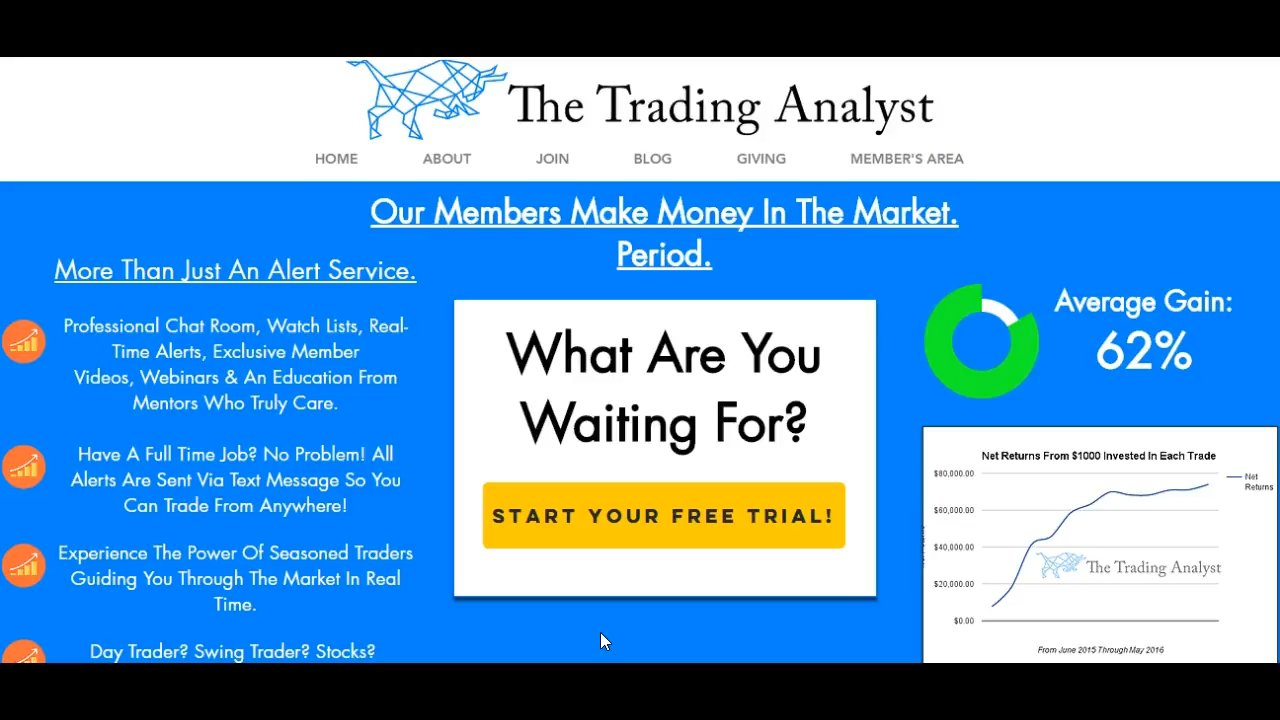 The Trading Analyst
HOME ABOUT JOIN BLOG GIVING MEMBER'S AREA
Our Members Make Money In The Market.
Period.
More Than Just An Alert Service.
Professional Chat Room, Watch Lists, Real-
Time Alerts, Exclusive Member
Videos, Webinars & An Education From
Mentors Who Truly Care.
Have A Full Time Job? No Problem! All
Alerts Are Sent Via Text Message So You
Can Trade From Anywhere!
Experience The Power Of Seasoned Traders
Guiding You Through The Market In Real
Time.
Day Trader? Swing Trader? Stocks?
What Are You
Waiting For?
START YOUR FREE TRIAL!
Average Gain:
62%
Net Returns From $1000 Invested In Each Trade
$80,000.00
$60,000.00
$40,000.00
$20,000.00
$0.00
Net
Returns
The Trading Analyst
From June 2015 Through May 2016